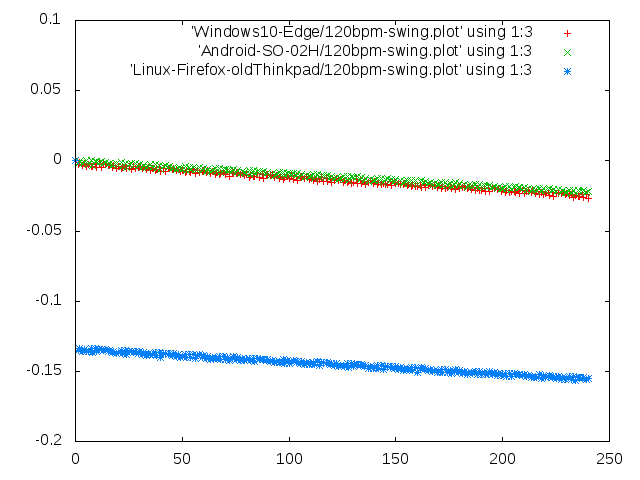 'Windows10-Edge/120bpm-swing.plot' using 1:3
'Android-SO-02H/120bpm-swing.plot' using 1:3
'Linux-Firefox-oldThinkpad/120bpm-swing.plot' using 1:3
0.1
0.05
0
-0.05
-0.1
-0.15
-0.2
0 50 100 150 200 250